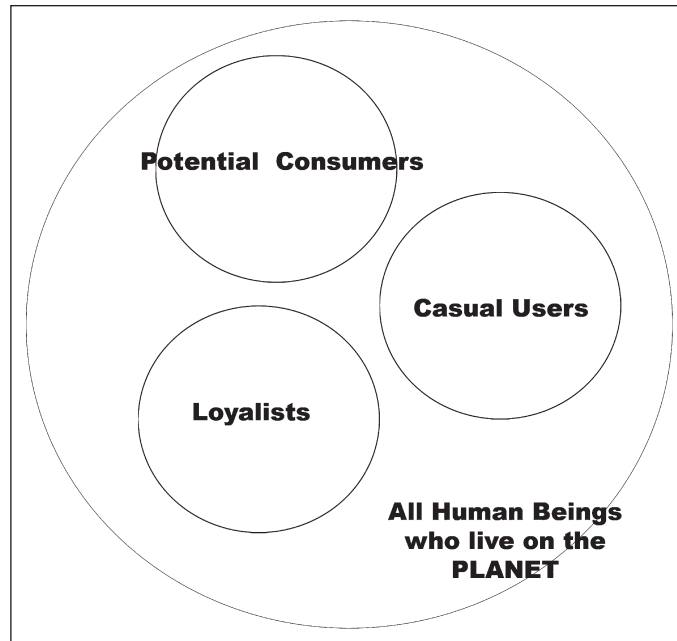 Potential Consumers
Casual Users
Loyalists
All Human Beings
who live on the
PLANET